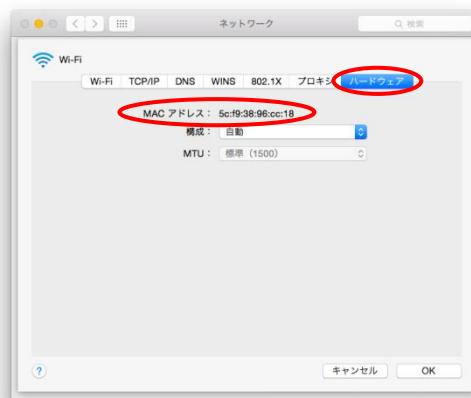 ネットワーク
検索
Wi-Fi
Wi-Fi TCP/IP DNS WINS 802.1X プロキシ ハードウェア
MAC アドレス： 5c:f9:38:96:cc:18
構成： 自動
MTU： 標準（1500）
? キャンセル OK